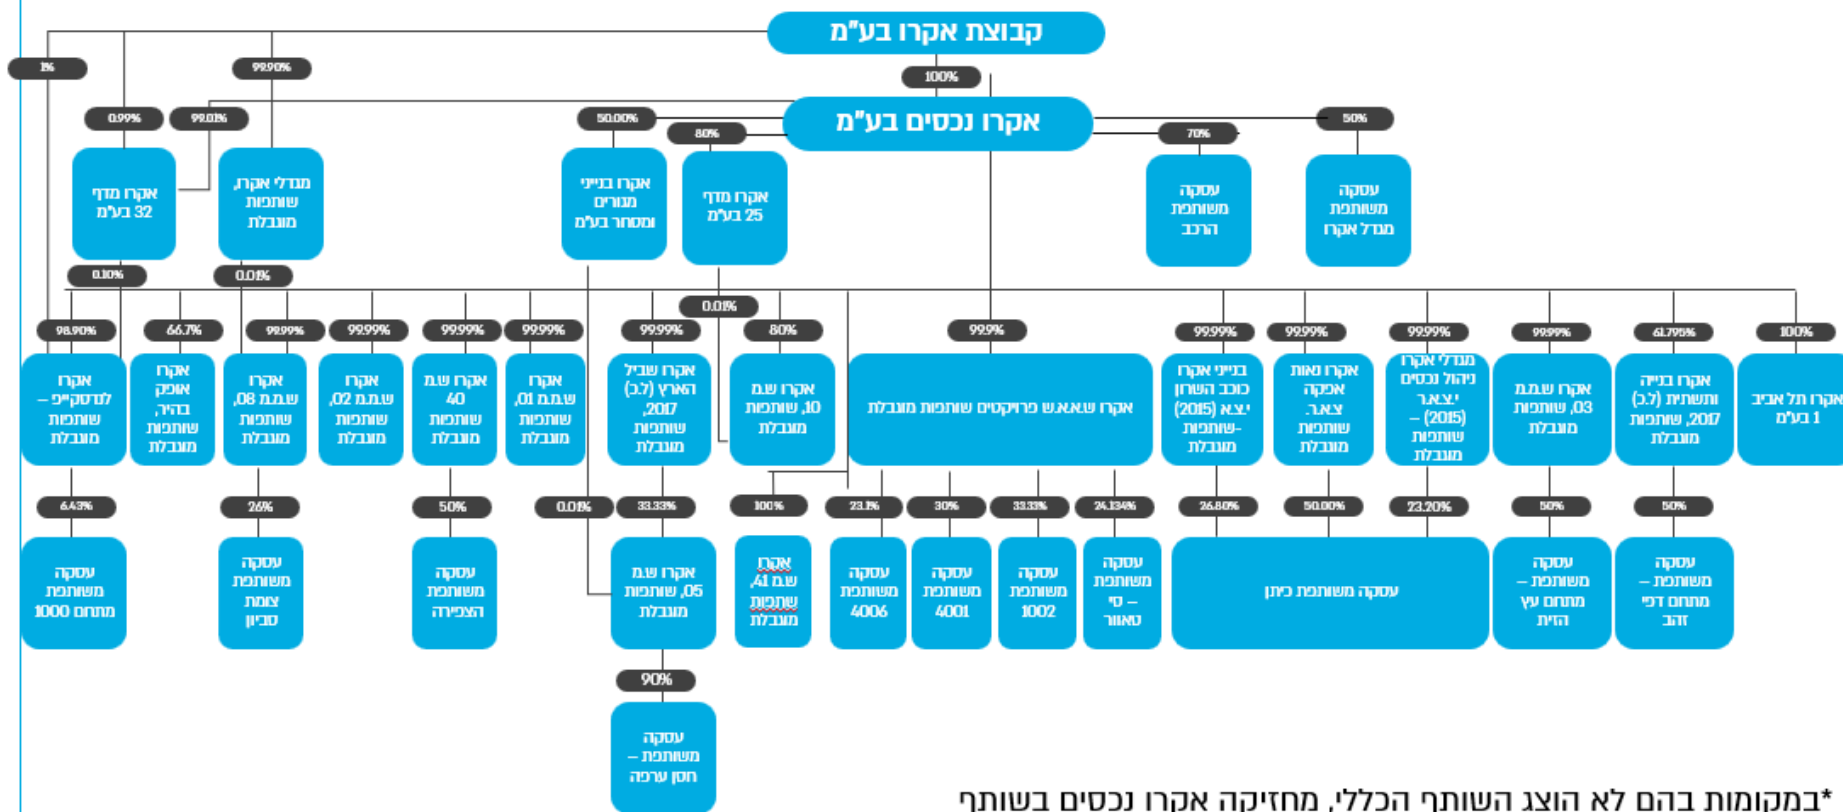 קבוצת אקרו בע"מ
1%
99.90%
100%
אקרו נכסים בע"מ
0.99%
99.01%
50.00%
80%
70%
50%
אקרו מדף
32 בע"מ
מגדלי אקרו,
שותפות
מוגבלת
אקרו בנייני
מגורים
ומסחר בע"מ
אקרו מדף
25 בע"מ
עסקה
משותפת
הרכב
עסקה
משותפת
מגדל אקרו
0.10%
0.01%
0.01%
98.90%
66.7%
99.99%
99.99%
99.99%
99.99%
99.99%
80%
99.9%
99.99%
99.99%
99.99%
99.99%
61.795%
100%
אקרו
לנדסקייפ –
שותפות
מוגבלת
אקרו
אופק
בהיר,
שותפות
מוגבלת
אקרו
ש.מ.מ 08,
שותפות
מוגבלת
אקרו
ש.מ.מ 02,
שותפות
מוגבלת
אקרו ש.מ
40
שותפות
מוגבלת
אקרו
ש.מ.מ 01,
שותפות
מוגבלת
אקרו שביל
הארץ (ל.כ)
2017,
שותפות
מוגבלת
אקרו ש.מ
10, שותפות
מוגבלת
אקרו ש.א.א.ש פרויקטים שותפות מוגבלת
בנייני אקרו
כוכב השרון
י.צ.א (2015)
-שותפות
מוגבלת
אקרו נאות
אפקה
צ.א.ר.
שותפות
מוגבלת
מגדלי אקרו
ניהול נכסים
י.צ.א.ר
(2015) –
שותפות
מוגבלת
אקרו ש.מ.מ
03, שותפות
מוגבלת
אקרו בנייה
ותשתית (ל.כ)
2017, שותפות
מוגבלת
אקרו תל אביב
1 בע"מ
6.43%
26%
50%
0.01%
33.33%
100%
23.1%
30%
33.33%
24.134%
26.80%
50.00%
23.20%
50%
50%
עסקה
משותפת
מתחם 1000
עסקה
משותפת
צומת
סביון
עסקה
משותפת
הצפירה
אקרו ש.מ
05, שותפות
מוגבלת
אקרו
ש.מ 41,
שתפות
מוגבלת
עסקה
משותפת
4006
עסקה
משותפת
4001
עסקה
משותפת
1002
עסקה
משותפת
– סי
טאוור
עסקה משותפת כיתן
עסקה
משותפת –
מתחם עץ
הזית
עסקה
משותפת –
מתחם דפי
זהב
90%
עסקה
משותפת –
חסן ערפה
*במקומות בהם לא הוצג השותף הכללי, מחזיקה אקרו נכסים בשותף